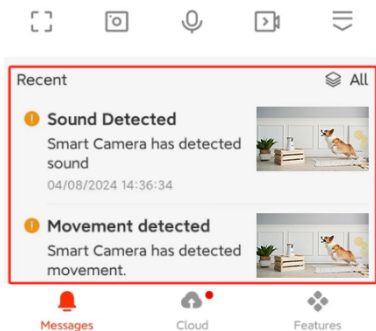 Recent
All
Sound Detected
Smart Camera has detected
sound
04/08/2024 14:36:34
Movement detected
Smart Camera has detected
movement.
Messages
Cloud
Features